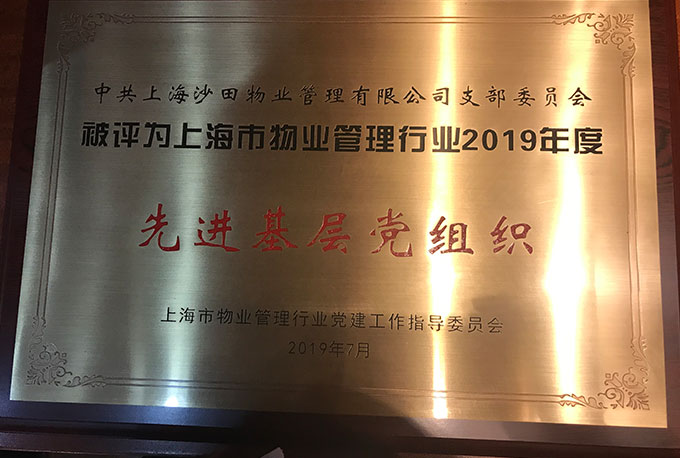 中共上海沙田物业管理有限公司支部委员会
被评为上海市物业管理行业2019年度
先进基层党组织
上海市物业管理行业党建工作指导委员会
2019年7月